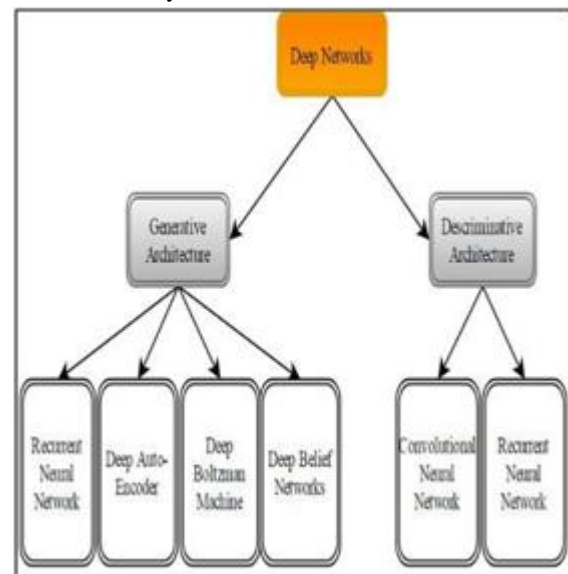 Deep Networks
Generative
Architecture
Descriminative
Architecture
Recurrent
Neural
Network
Deep Auto-
Encoder
Deep
Boltzman
Machine
Deep Belief
Networks
Convolutional
Neural
Network
Recurrent
Neural
Network